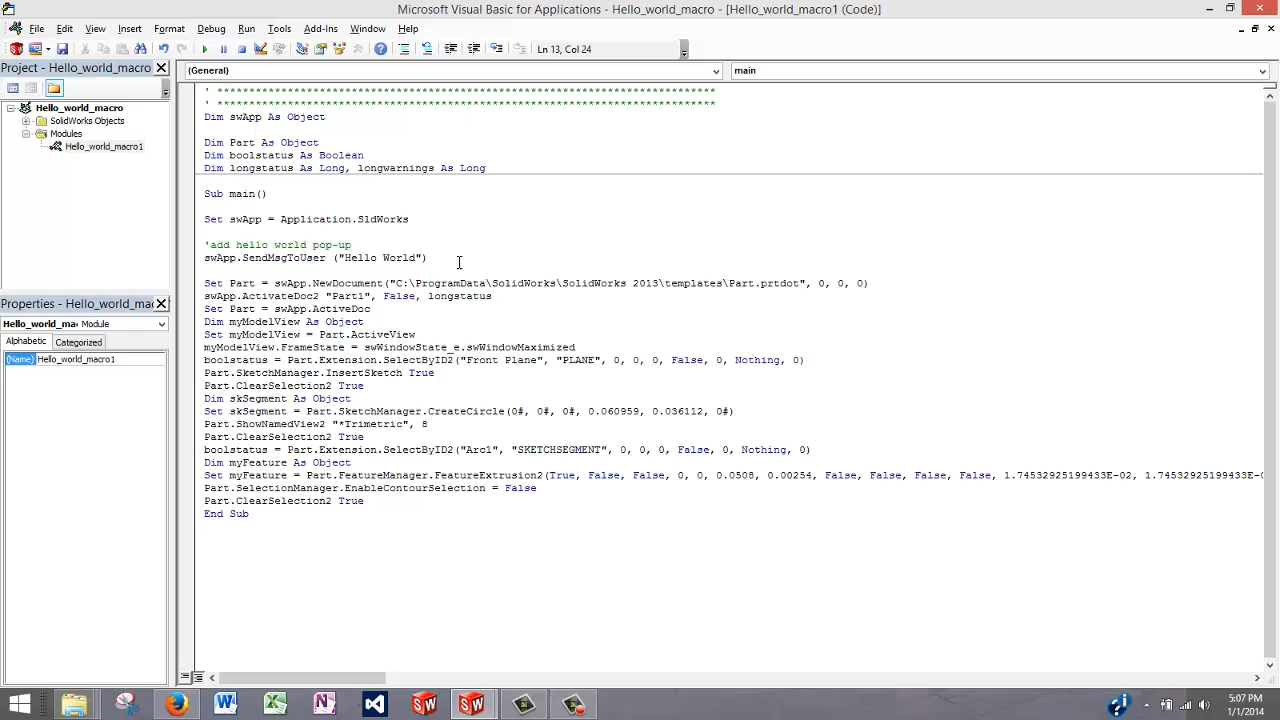 Microsoft Visual Basic for Applications - Hello_world_macro - [Hello_world_macro1 (Code)]
File Edit View Insert Format Debug Run Tools Add-Ins Window Help
Ln 13, Col 24
Project - Hello_world_macro
(General)
main
Hello_world_macro
SolidWorks Objects
Modules
Hello_world_macro1
Properties - Hello_world_mac
Hello_world_mac Module
Alphabetic Categorized
(Name) Hello_world_macro1
' ******************************************************************************
' ******************************************************************************
Dim swApp As Object
Dim Part As Object
Dim boolstatus As Boolean
Dim longstatus As Long, longwarnings As Long
Sub main()
Set swApp = Application.SldWorks
'add hello world pop-up
swApp.SendMsgToUser ("Hello World")
Set Part = swApp.NewDocument("C:\ProgramData\SolidWorks\SolidWorks 2013\templates\Part.prtdot", 0, 0, 0)
swApp.ActivateDoc2 "Part1", False, longstatus
Set Part = swApp.ActiveDoc
Dim myModelView As Object
Set myModelView = Part.ActiveView
myModelView.FrameState = swWindowState_e.swWindowMaximized
boolstatus = Part.Extension.SelectByID2("Front Plane", "PLANE", 0, 0, 0, False, 0, Nothing, 0)
Part.SketchManager.InsertSketch True
Part.ClearSelection2 True
Dim skSegment As Object
Set skSegment = Part.SketchManager.CreateCircle(0#, 0#, 0#, 0.060959, 0.036112, 0#)
Part.ShowNamedView2 "*Trimetric", 8
Part.ClearSelection2 True
boolstatus = Part.Extension.SelectByID2("Arc1", "SKETCHSEGMENT", 0, 0, 0, False, 0, Nothing, 0)
Dim myFeature As Object
Set myFeature = Part.FeatureManager.FeatureExtrusion2(True, False, False, 0, 0, 0.0508, 0.00254, False, False, False, False, 1.74532925199433E-02, 1.74532925199433E-0
Part.SelectionManager.EnableContourSelection = False
Part.ClearSelection2 True
End Sub
5:07 PM
1/1/2014